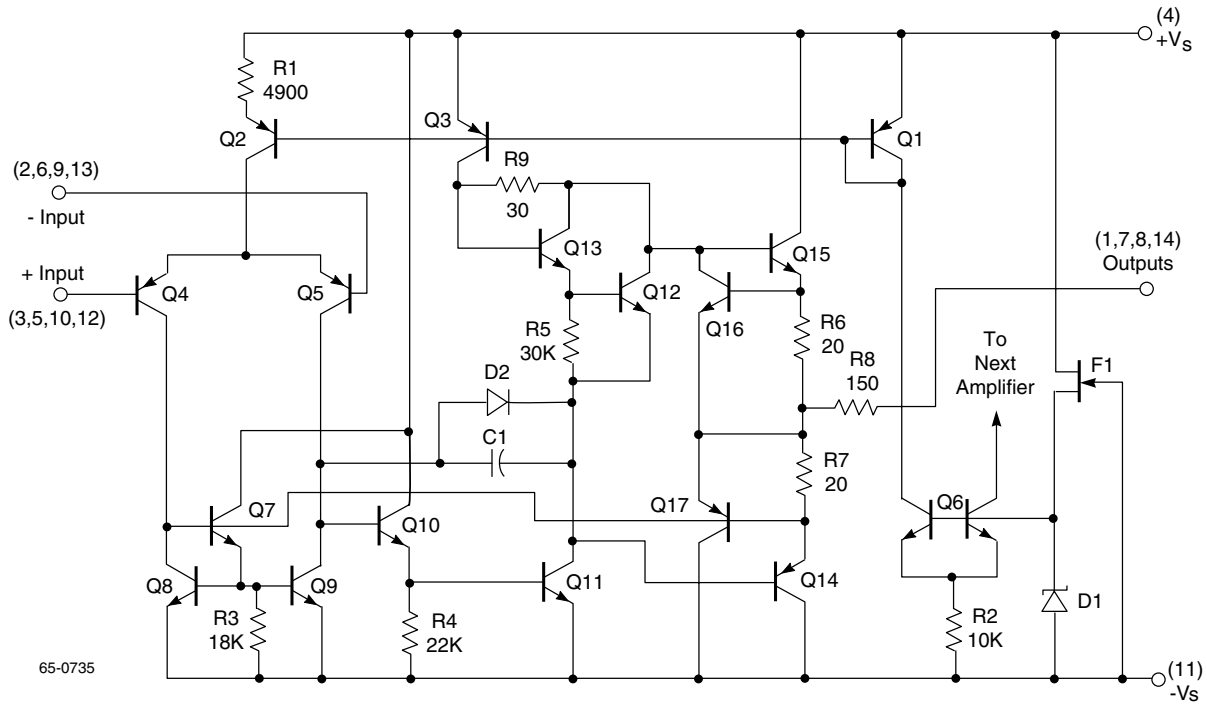 (4)
+Vs
R1
4900
Q2
Q3
Q1
R9
30
(2,6,9,13)
- Input
Q13
Q15
(1,7,8,14)
Outputs
+ Input
Q4
Q5
Q12
(3,5,10,12)
Q16
R5
30K
R6
20
R8
150
To
Next
Amplifier
F1
D2
C1
R7
20
Q7
Q10
Q17
Q6
Q8
Q9
Q11
Q14
D1
R3
18K
R4
22K
R2
10K
65-0735
(11)
-Vs